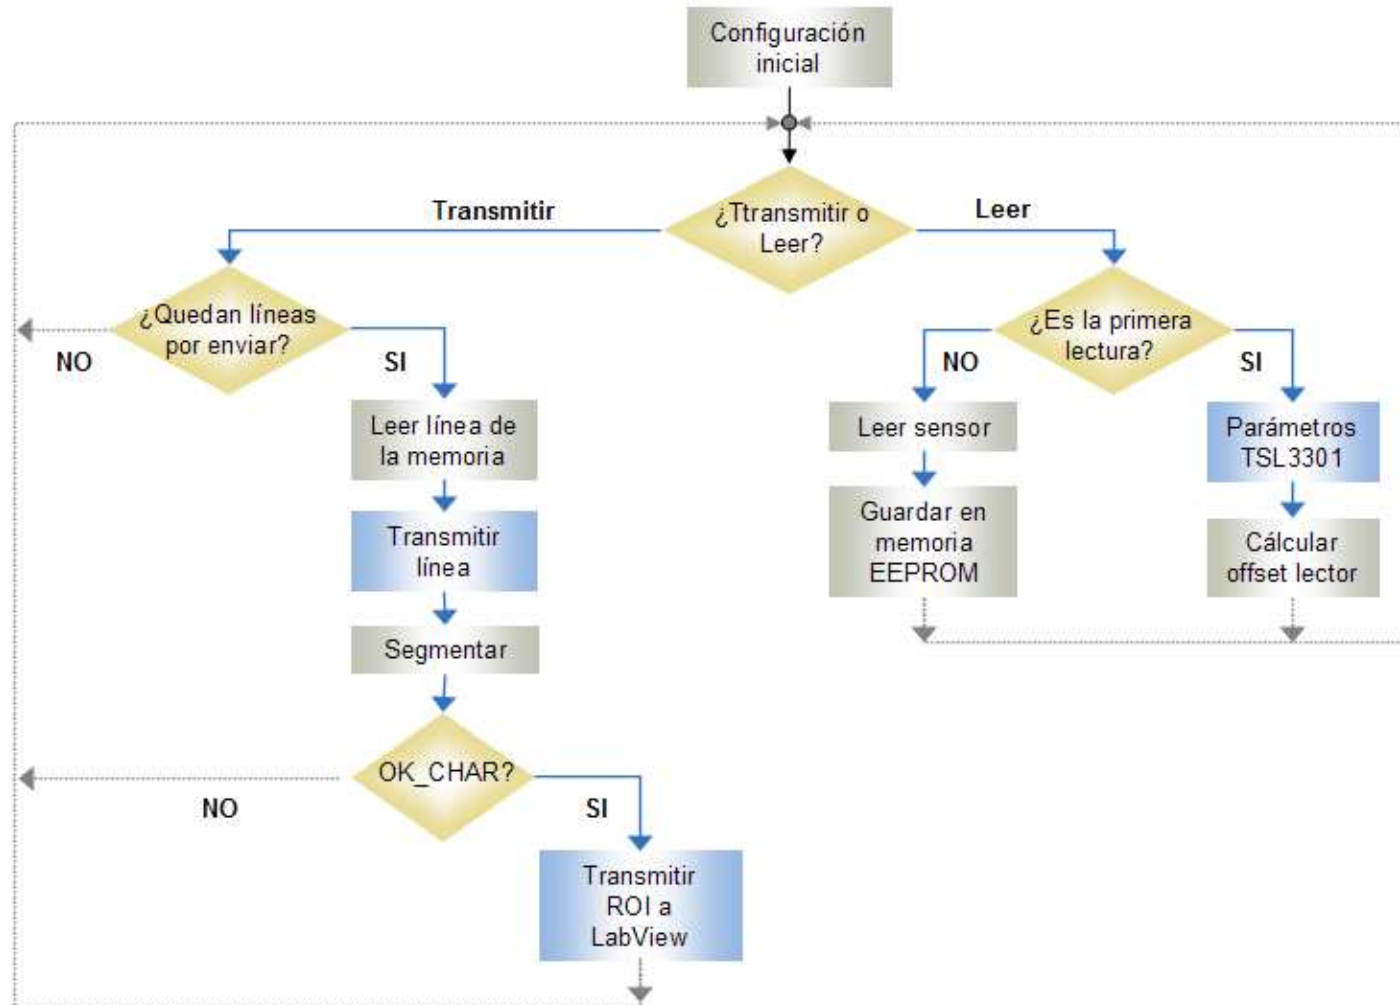 Configuración
inicial
Transmitir
¿Ttransmitir o
Leer?
Leer
¿Quedan líneas
por enviar?
NO
SI
¿Es la primera
lectura?
NO
SI
Leer línea de
la memoria
Leer sensor
Parámetros
TSL3301
Transmitir
línea
Guardar en
memoria
EEPROM
Cálcular
offset lector
Segmentar
OK_CHAR?
NO
SI
Transmitir
ROI a
LabView